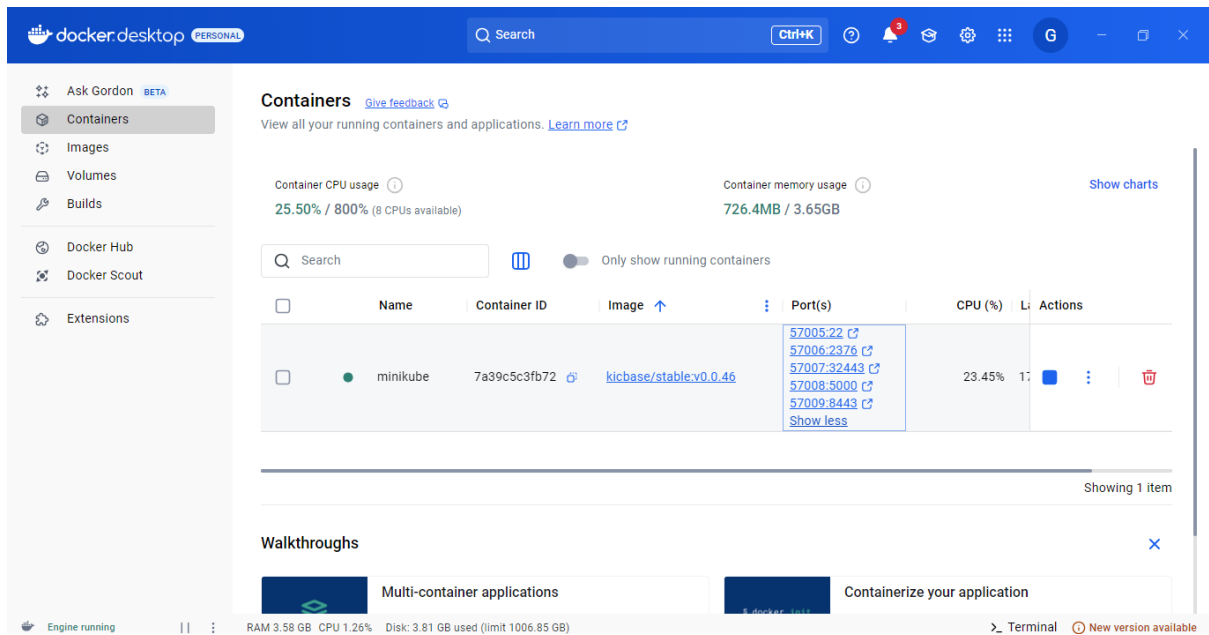 docker.desktop PERSONAL
Search
Ctrl+K
3
G
Ask Gordon BETA
Containers
Images
Volumes
Builds
Docker Hub
Docker Scout
Extensions
Containers Give feedback
View all your running containers and applications. Learn more
Container CPU usage
25.50% / 800% (8 CPUs available)
Container memory usage
726.4MB / 3.65GB
Show charts
Search
Only show running containers
Name Container ID Image Port(s) CPU (%) Actions
minikube 7a39c5c3fb72 kicbase/stable:v0.0.46
57005:22
57006:2376
57007:32443
57008:5000
57009:8443
Show less
23.45%
Showing 1 item
Walkthroughs
Multi-container applications
$ docker init
Containerize your application
Engine running
RAM 3.58 GB CPU 1.26% Disk: 3.81 GB used (limit 1006.85 GB)
>_ Terminal
New version available